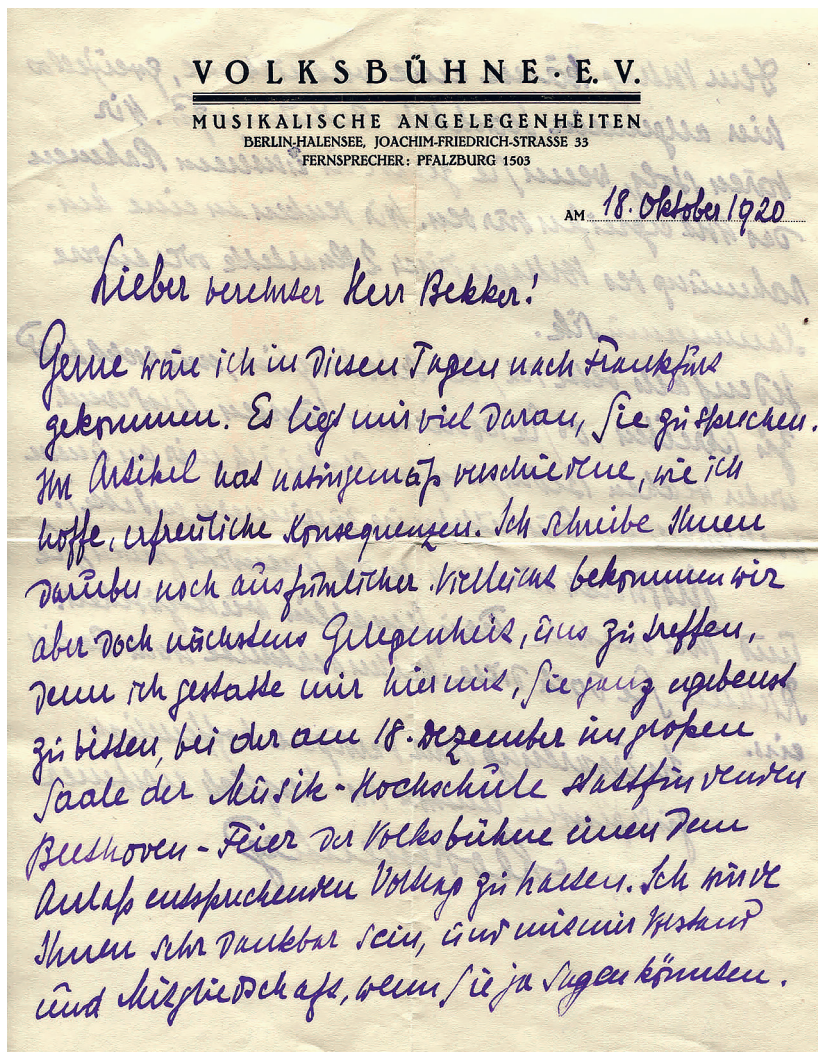 VOLKSBÜHNE · E. V.
MUSIKALISCHE ANGELEGENHEITEN
BERLIN-HALENSEE, JOACHIM-FRIEDRICH-STRASSE 33
FERNSPRECHER: PFALZBURG 1503
AM 18. Oktober 1920
Lieber verehrter Herr Bekker!
Gerne wäre ich in diesen Tagen nach Frankfurt
gekommen. Es liegt mir viel daran, Sie zu sprechen.
Ihr Artikel hat naturgemäß verschiedene, wie ich
hoffe, erfreuliche Konsequenzen. Ich schreibe Ihnen
darüber noch ausführlicher. Vielleicht bekommen wir
aber doch nächstens Gelegenheit, uns zu treffen,
denn ich gestatte mir hiermit, Sie ganz ergebenst
zu bitten, bei der am 18. Dezember im großen
Saale der Musik-Hochschule stattfindenden
Beethoven-Feier der Volksbühne einen dem
Anlaß entsprechenden Vortrag zu halten. Ich würde
Ihnen sehr dankbar sein, und mit mir Vorstand
und Mitgliedschaft, wenn Sie ja sagen könnten.